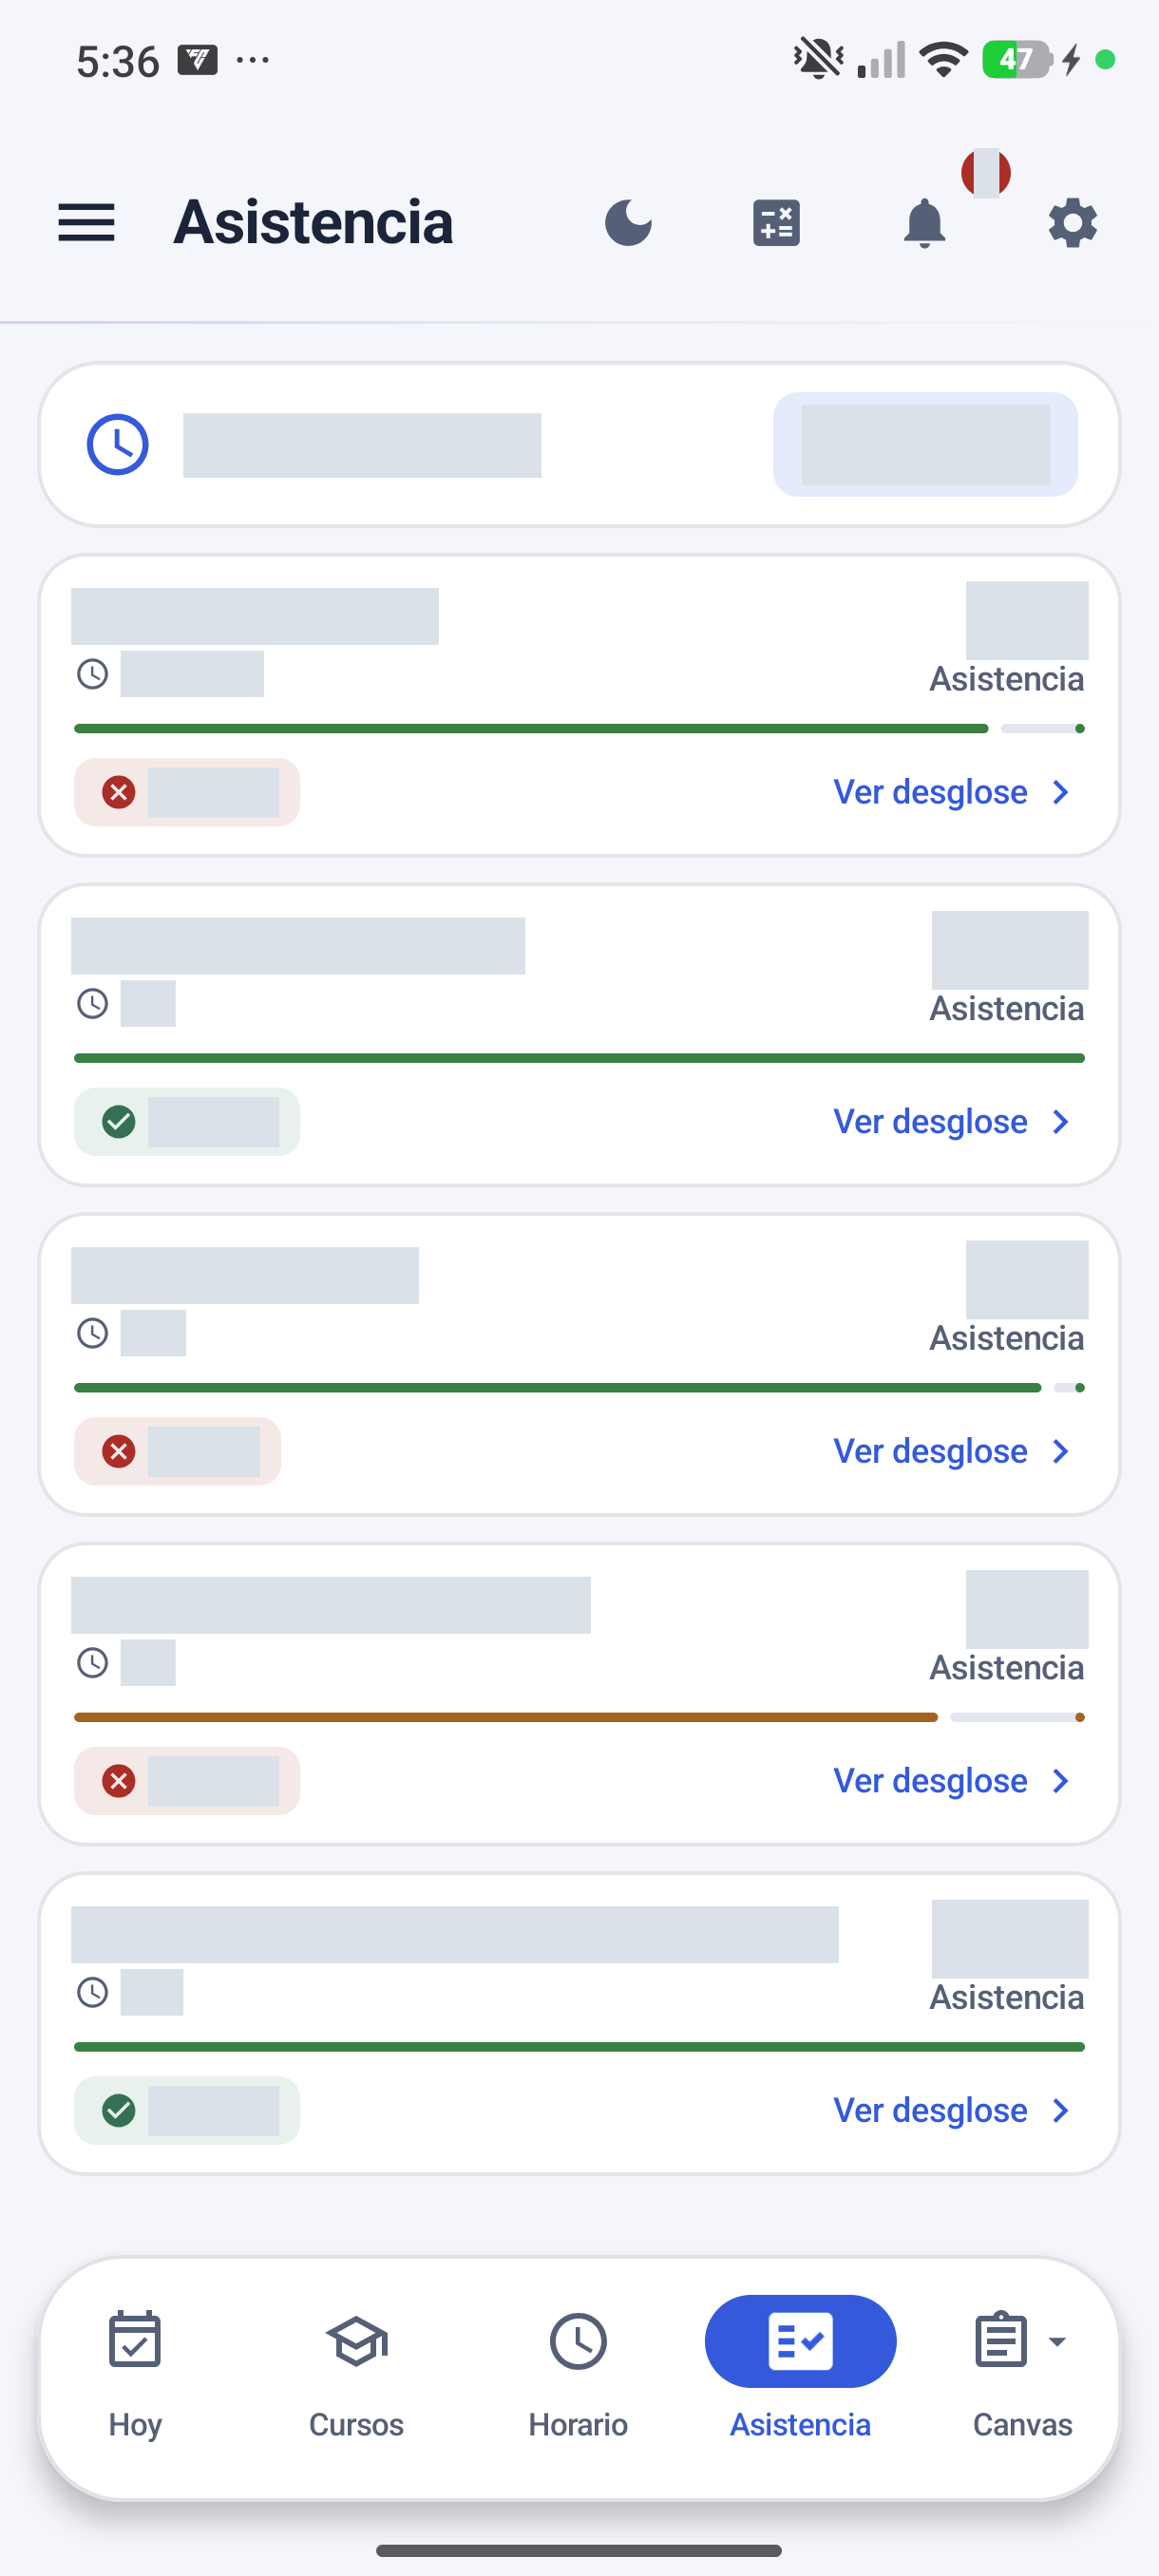 5:36
47
Asistencia
Asistencia
Ver desglose
Asistencia
Ver desglose
Asistencia
Ver desglose
Asistencia
Ver desglose
Asistencia
Ver desglose
Hoy
Cursos
Horario
Asistencia
Canvas